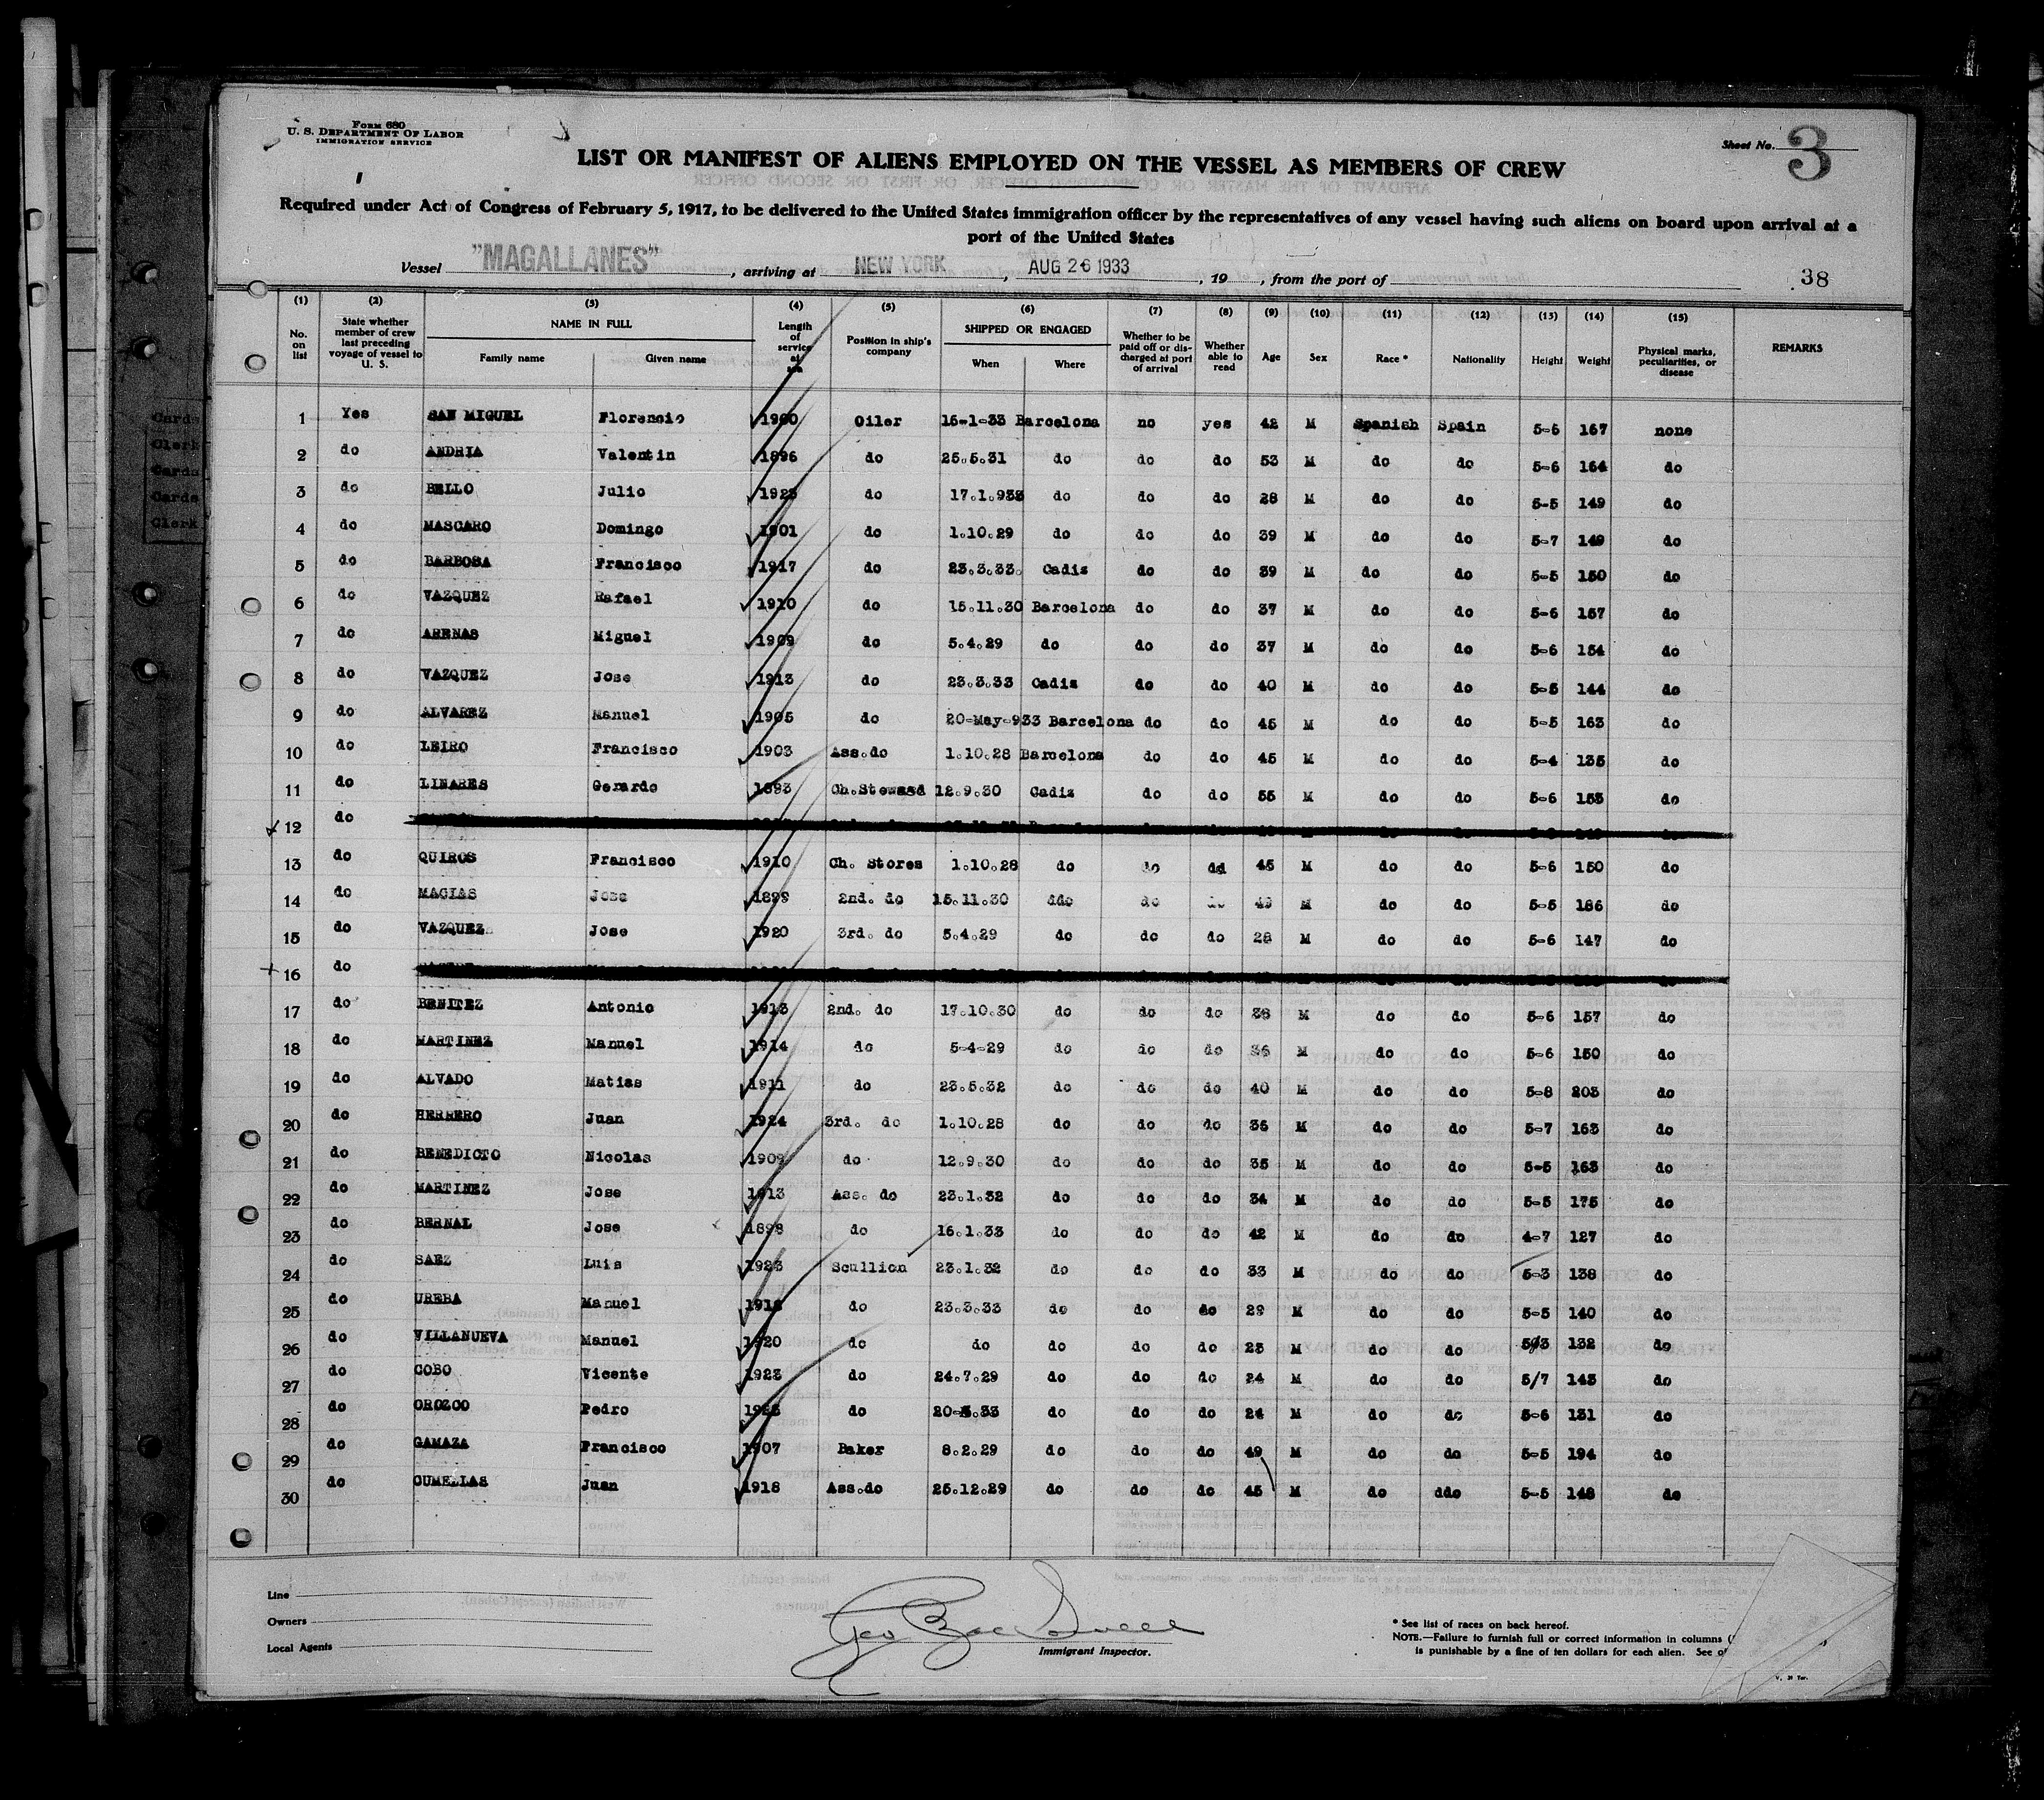 Form 680
U. S. DEPARTMENT OF LABOR
IMMIGRATION SERVICE
Sheet No. 3
LIST OR MANIFEST OF ALIENS EMPLOYED ON THE VESSEL AS MEMBERS OF CREW
Required under Act of Congress of February 5, 1917, to be delivered to the United States immigration officer by the representatives of any vessel having such aliens on board upon arrival at a
port of the United States
Vessel "MAGALLANES", arriving at NEW YORK, AUG 26 1933, 19 , from the port of 38
(1) (2) (3) (4) (5) (6) (7) (8) (9) (10) (11) (12) (13) (14) (15)
No. on list State whether member of crew last preceding voyage of vessel to U. S. NAME IN FULL Family name Given name Length of service at sea Position in ship's company SHIPPED OR ENGAGED When Where Whether to be paid off or discharged at port of arrival Whether able to read Age Sex Race * Nationality Height Weight Physical marks, peculiarities, or disease REMARKS
1 Yes SAN MIGUEL Florencio 1900 Oiler 15-1-33 Barcelona no yes 42 M Spanish Spain 5-6 167 none
2 do ANDRIA Valentin 1896 do 25.5.31 do do do 53 M do do 5-6 164 do
3 do BELLO Julio 1923 do 17.1.933 do do do 28 M do do 5-5 149 do
4 do MASCARO Domingo 1901 do 1.10.29 do do do 39 M do do 5-7 149 do
5 do BARBOSA Francisco 1917 do 23.3.33. Cadiz do do 39 M do do 5-5 150 do
6 do VAZQUEZ Rafael 1910 do 15.11.30 Barcelona do do 37 M do do 5-6 157 do
7 do ARENAS Miguel 1909 do 5.4.29 do do do 37 M do do 5-6 154 do
8 do VAZQUEZ Jose 1913 do 23.3.33 Cadiz do do 40 M do do 5-5 144 do
9 do ALVAREZ Manuel 1905 do 20-May-933 Barcelona do do 45 M do do 5-5 163 do
10 do LEIRO Francisco 1903 Ass.do 1.10.28 Barcelona do do 45 M do do 5-4 135 do
11 do LINARES Gerardo 1893 Ch.Steward 12.9.30 Cadiz do do 55 M do do 5-6 153 do
12 do
13 do QUIROS Francisco 1910 Ch. Stores 1.10.28 do do dd 45 M do do 5-6 150 do
14 do MACIAS Jose 1899 2nd. do 15.11.30 ddo do do 49 M do do 5-5 186 do
15 do VAZQUEZ Jose 1920 3rd. do 5.4.29 do do do 28 M do do 5-6 147 do
16 do
17 do BENITEZ Antonio 1913 2nd. do 17.10.30 do do do 38 M do do 5-6 157 do
18 do MARTINEZ Manuel 1914 do 5-4-29 do do do 36 M do do 5-6 150 do
19 do ALVADO Matias 1911 do 23.5.32 do do do 40 M do do 5-8 203 do
20 do HERRERO Juan 1924 3rd. do 1.10.28 do do do 35 M do do 5-7 163 do
21 do BENEDICTO Nicolas 1909 do 12.9.30 do do do 35 M do do 5-5 163 do
22 do MARTINEZ Jose 1913 Ass. do 23.1.32 do do do 34 M do do 5-5 175 do
23 do BERNAL Jose 1898 do 16.1.33 do do do 42 M do do 4-7 127 do
24 do SAEZ Luis 1923 Scullion 23.1.32 do do do 33 M do do 5-3 138 do
25 do UREBA Manuel 1918 do 23.3.33 do do do 29 M do do 5-5 140 do
26 do VILLANUEVA Manuel 1920 do do do do do 23 M do do 5/3 132 do
27 do COBO Vicente 1923 do 24.7.29 do do do 24 M do do 5/7 143 do
28 do OROZCO Pedro do 20-5.33 do do do 24 M do do 5-6 131 do
29 do GAMAZA Francisco 1907 Baker 8.2.29 do do do 49 M do do 5-5 194 do
30 do CUMELLAS Juan 1918 Ass.do 25.12.29 do do do 45 M do ddo 5-5 148 do
Line
Owners
Local Agents
Immigrant Inspector.
* See list of races on back hereof.
NOTE.—Failure to furnish full or correct information in columns
is punishable by a fine of ten dollars for each alien. See